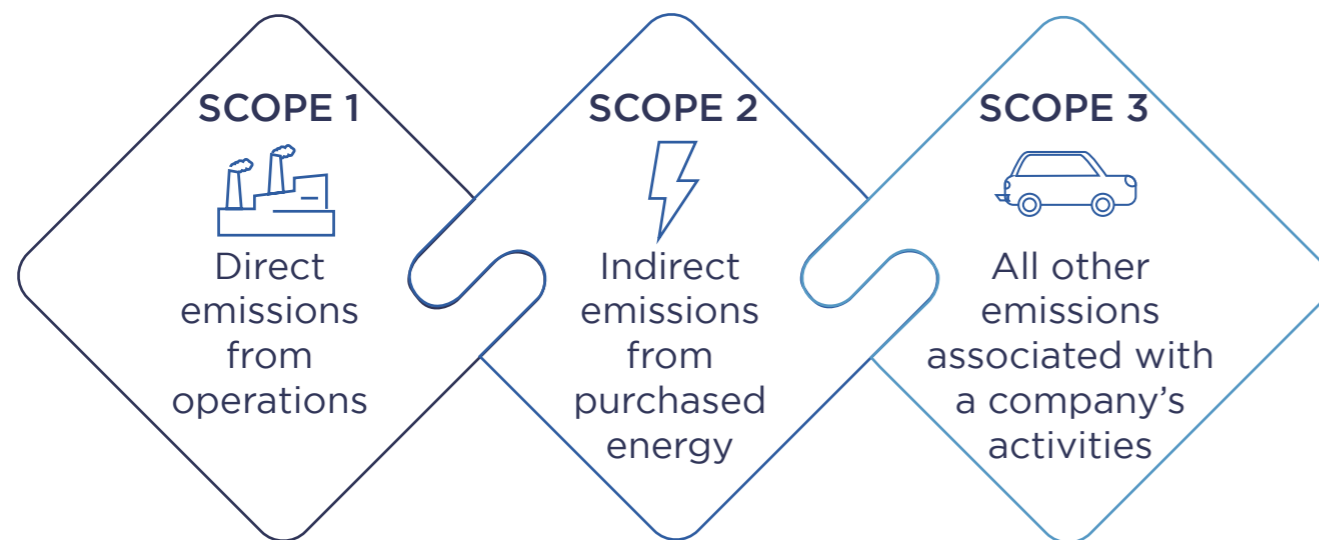 SCOPE 1
Direct
emissions
from
operations
SCOPE 2
Indirect
emissions
from
purchased
energy
SCOPE 3
All other
emissions
associated with
a company’s
activities